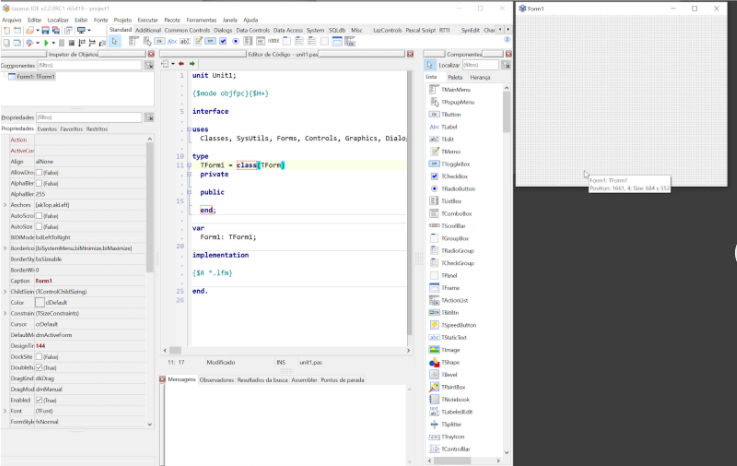 Lazarus IDE v2.0.0RC1 r65419 - project1
Arquivo Editar Localizar Exibir Fonte Projeto Executar Pacote Ferramentas Janela Ajuda
Standard Additional Common Controls Dialogs Data Controls Data Access System SQLdb Misc LazControls Pascal Script RTTI SynEdit
Inspetor de Objetos
Componentes (filtro)
Form1: TForm1
Propriedades (filtro)
Propriedades Eventos Favoritos Restritos
Action
ActiveCor
Align alNone
AllowDro (False)
AlphaBler (False)
AlphaBler 255
Anchors [akTop,akLeft]
AutoScro (False)
AutoSize (False)
BiDiMode bdLeftToRight
BorderIco [biSystemMenu,biMinimize,biMaximize]
BorderSty bsSizeable
BorderWi 0
Caption Form1
ChildSizin (TControlChildSizing)
Color clDefault
Constrain (TSizeConstraints)
Cursor crDefault
DefaultM dmActiveForm
DesignTir 144
DockSite (False)
DoubleBu (True)
DragKind dkDrag
DragMod dmManual
Enabled (True)
Font (TFont)
FormStyle fsNormal
Editor de Código - unit1.pas
unit1
1 unit Unit1;
{$mode objfpc}{$H+}
5 interface
uses
Classes, SysUtils, Forms, Controls, Graphics, Dialo
10 type
TForm1 = class(TForm)
private
public
15
end;
var
Form1: TForm1;
20
implementation
{$R *.lfm}
25 end.
26
11: 17 Modificado INS unit1.pas
Mensagens Observadores Resultados da busca Assembler Pontos de parada
Componentes
Localizar (filtro)
Lista Paleta Herança
TMainMenu
TPopupMenu
TButton
TLabel
TEdit
TMemo
TToggleBox
TCheckBox
TRadioButton
TListBox
TComboBox
TScrollBar
TGroupBox
TRadioGroup
TCheckGroup
TPanel
TFrame
TActionList
TBitBtn
TSpeedButton
TStaticText
TImage
TShape
TBevel
TPaintBox
TNotebook
TLabeledEdit
TSplitter
TTrayIcon
TControlBar
Form1
Form1: TForm1
Position: 1661, 4; Size: 684 x 552